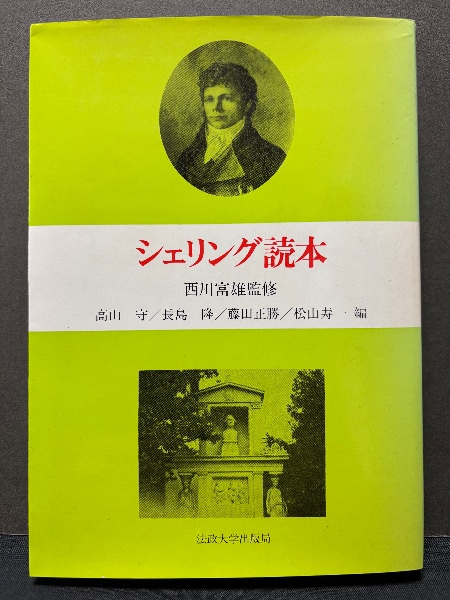 シェリング読本
西川富雄監修
高山 守／長島 隆／藤田正勝／松山寿一編
法政大学出版局